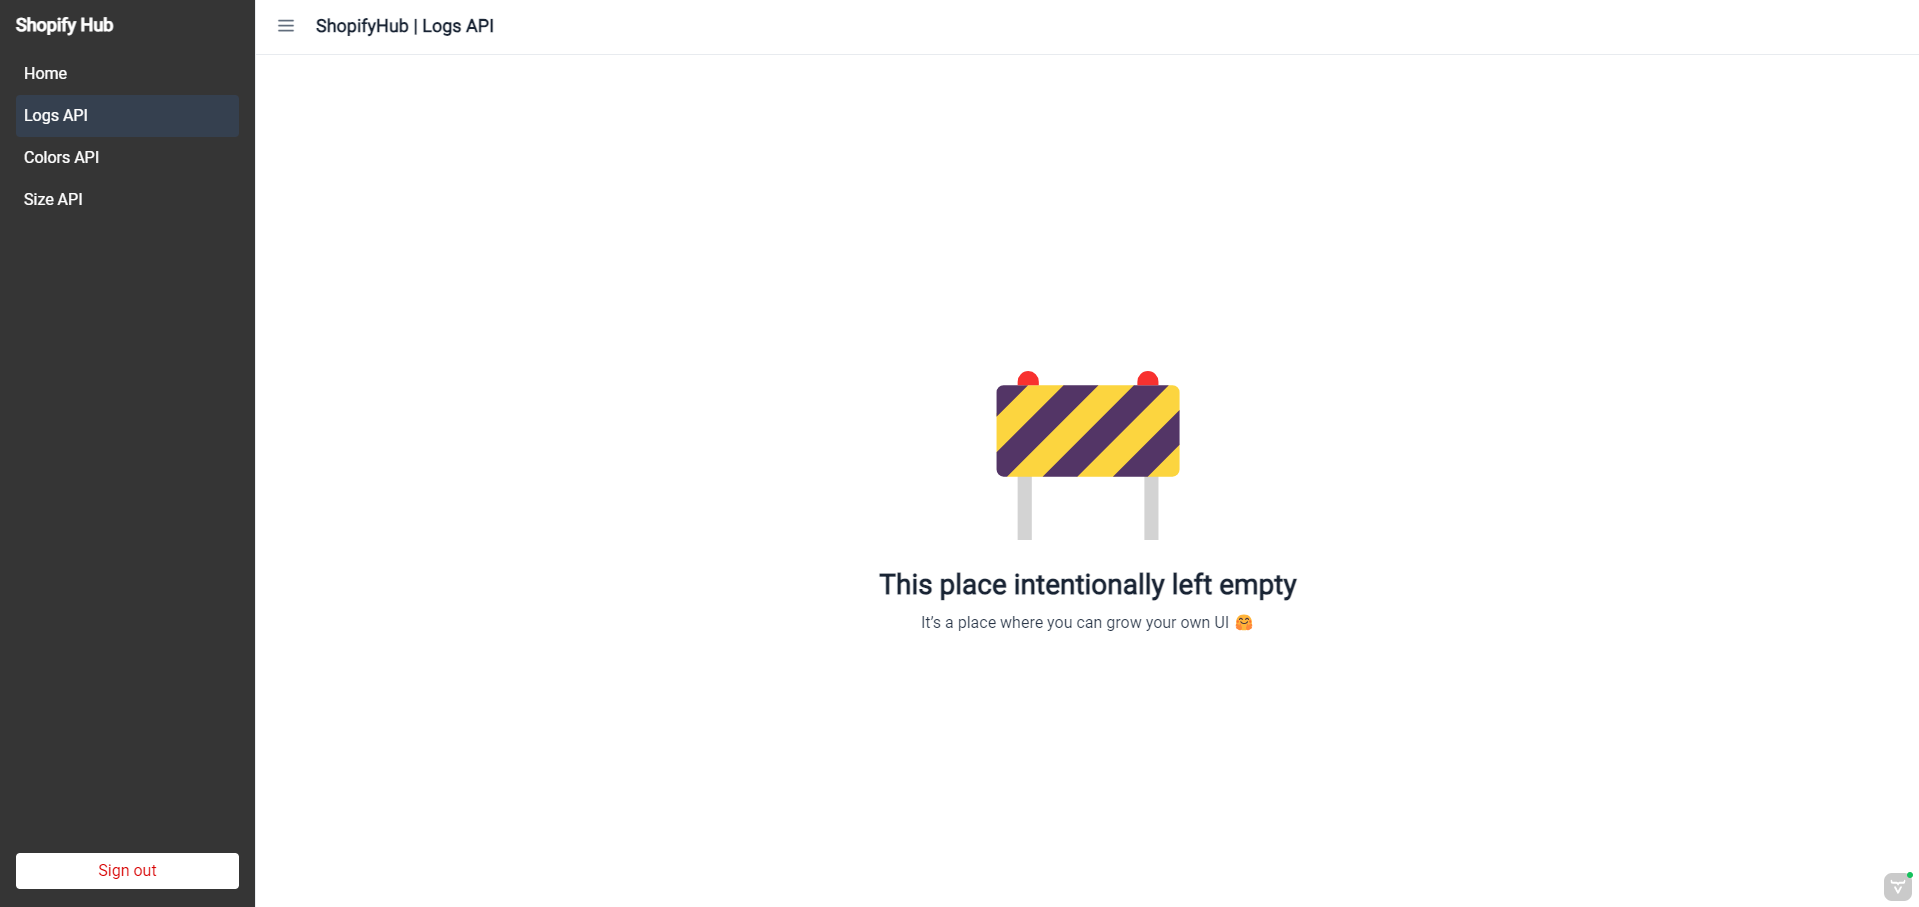 Shopify Hub
Home
Logs API
Colors API
Size API
Sign out
ShopifyHub | Logs API
This place intentionally left empty
It’s a place where you can grow your own UI 🤗